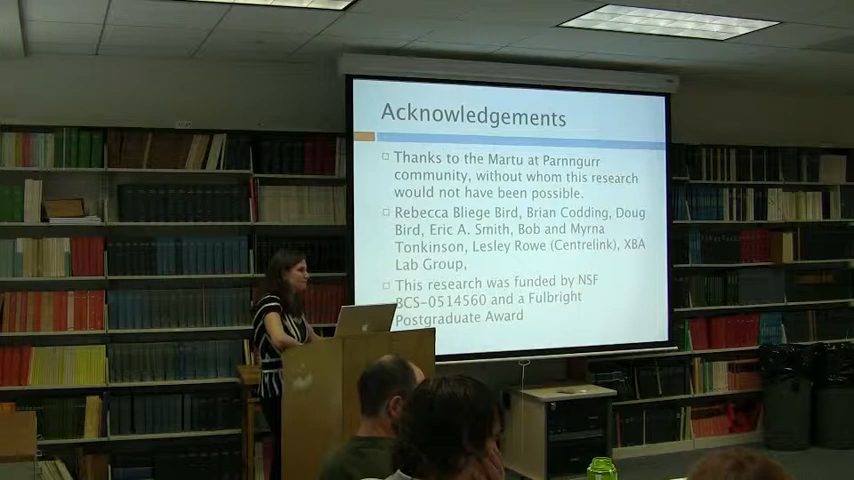 Acknowledgements
Thanks to the Martu at Parnngurr
community, without whom this research
would not have been possible.
Rebecca Bliege Bird, Brian Codding, Doug
Bird, Eric A. Smith, Bob and Myrna
Tonkinson, Lesley Rowe (Centrelink), XBA
Lab Group,
This research was funded by NSF
BCS-0514560 and a Fulbright
Postgraduate Award